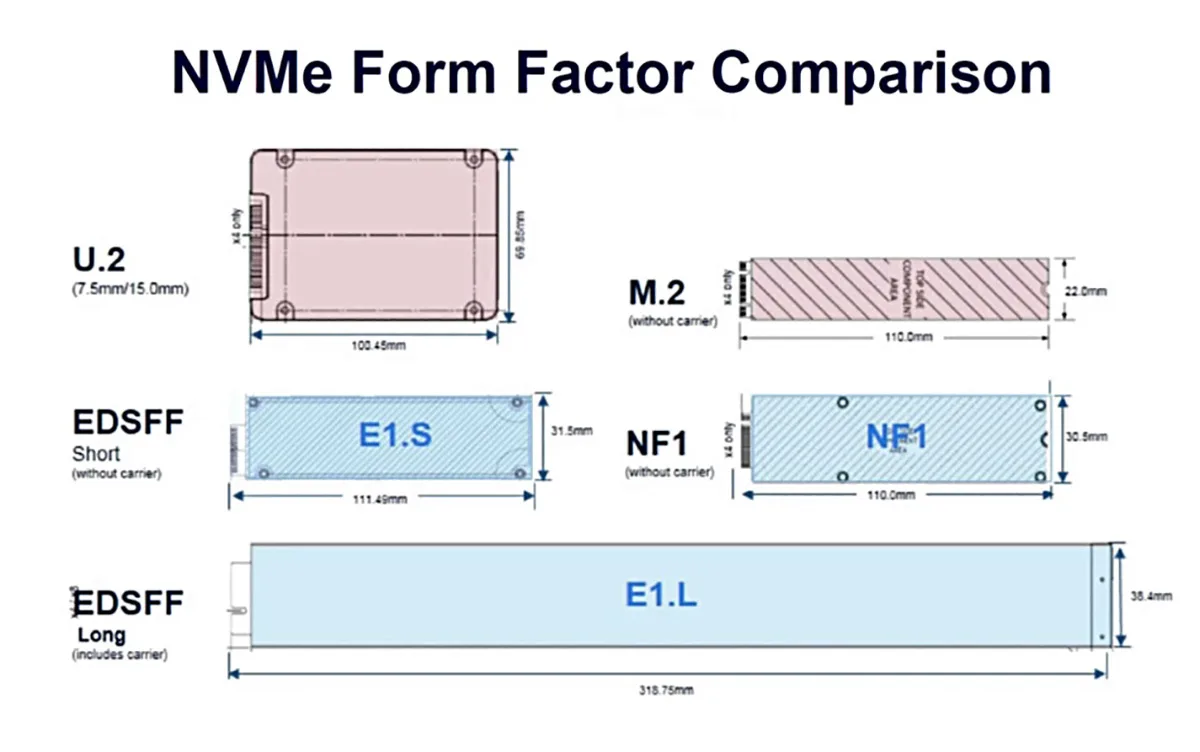 NVMe Form Factor Comparison
U.2
(7.5mm/15.0mm)
x4 only
69.85mm
100.45mm
M.2
(without carrier)
x4 only
TOP SIDE
COMPONENT
AREA
22.0mm
110.0mm
EDSFF
Short
(without carrier)
E1.S
31.5mm
111.49mm
NF1
(without carrier)
x4 only
NF1
AREA
30.5mm
110.0mm
EDSFF
Long
(includes carrier)
E1.L
38.4mm
318.75mm